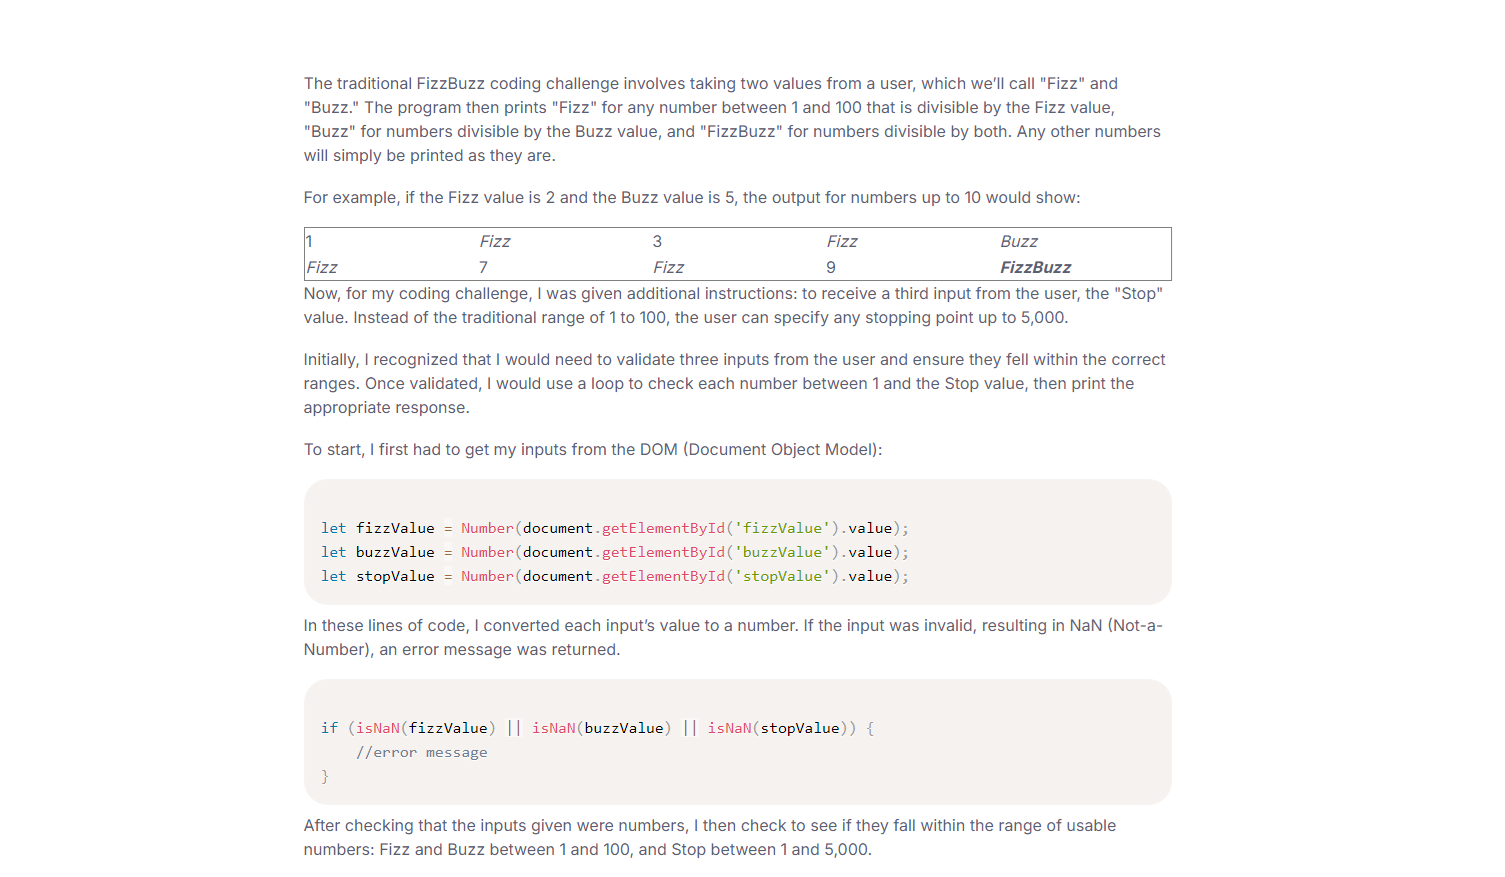 The traditional FizzBuzz coding challenge involves taking two values from a user, which we’ll call "Fizz" and
"Buzz." The program then prints "Fizz" for any number between 1 and 100 that is divisible by the Fizz value,
"Buzz" for numbers divisible by the Buzz value, and "FizzBuzz" for numbers divisible by both. Any other numbers
will simply be printed as they are.
For example, if the Fizz value is 2 and the Buzz value is 5, the output for numbers up to 10 would show:
1 Fizz 3 Fizz Buzz
Fizz 7 Fizz 9 FizzBuzz
Now, for my coding challenge, I was given additional instructions: to receive a third input from the user, the "Stop"
value. Instead of the traditional range of 1 to 100, the user can specify any stopping point up to 5,000.
Initially, I recognized that I would need to validate three inputs from the user and ensure they fell within the correct
ranges. Once validated, I would use a loop to check each number between 1 and the Stop value, then print the
appropriate response.
To start, I first had to get my inputs from the DOM (Document Object Model):
let fizzValue = Number(document.getElementById('fizzValue').value);
let buzzValue = Number(document.getElementById('buzzValue').value);
let stopValue = Number(document.getElementById('stopValue').value);
In these lines of code, I converted each input’s value to a number. If the input was invalid, resulting in NaN (Not-a-
Number), an error message was returned.
if (isNaN(fizzValue) || isNaN(buzzValue) || isNaN(stopValue)) {
//error message
}
After checking that the inputs given were numbers, I then check to see if they fall within the range of usable
numbers: Fizz and Buzz between 1 and 100, and Stop between 1 and 5,000.